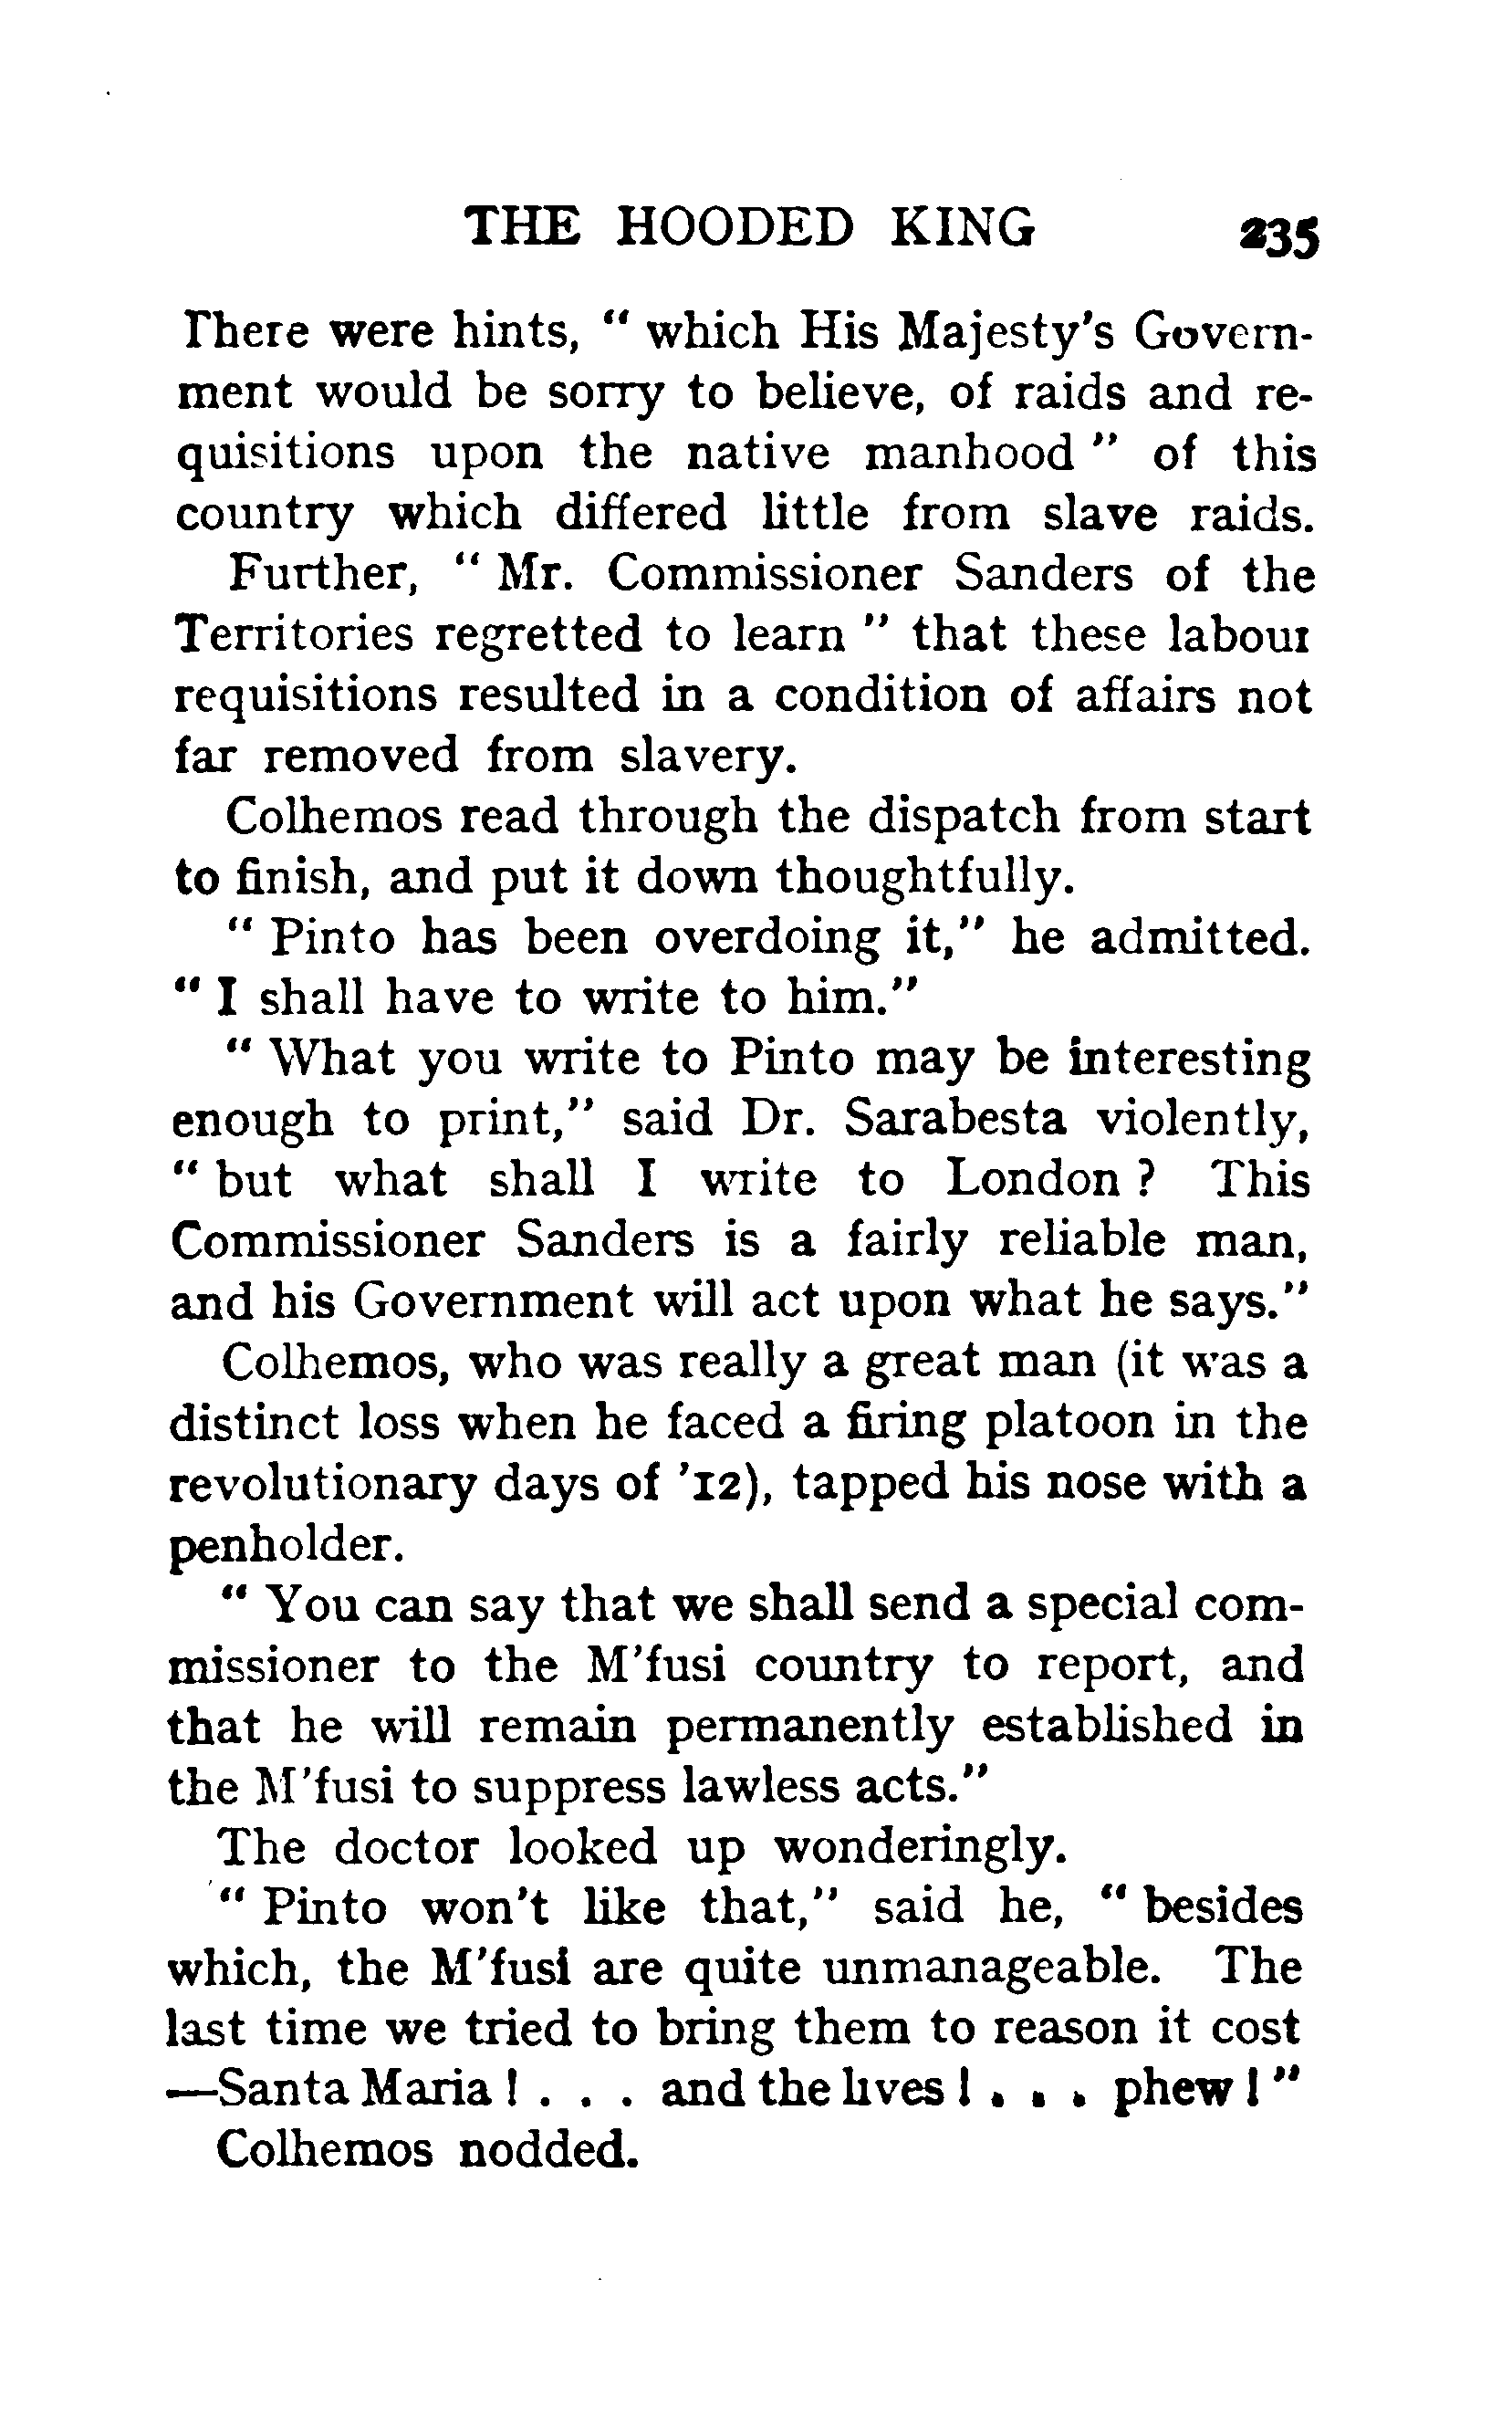 THE HOODED KING 235
There were hints, " which His Majesty's Govern-
ment would be sorry to believe, of raids and re-
quisitions upon the native manhood " of this
country which differed little from slave raids.
Further, " Mr. Commissioner Sanders of the
Territories regretted to learn " that these labour
requisitions resulted in a condition of affairs not
far removed from slavery.
Colhemos read through the dispatch from start
to finish, and put it down thoughtfully.
" Pinto has been overdoing it," he admitted.
" I shall have to write to him."
" What you write to Pinto may be interesting
enough to print," said Dr. Sarabesta violently,
" but what shall I write to London ? This
Commissioner Sanders is a fairly reliable man,
and his Government will act upon what he says."
Colhemos, who was really a great man (it was a
distinct loss when he faced a firing platoon in the
revolutionary days of '12), tapped his nose with a
penholder.
" You can say that we shall send a special com-
missioner to the M'fusi country to report, and
that he will remain permanently established in
the M'fusi to suppress lawless acts."
The doctor looked up wonderingly.
" Pinto won't like that," said he, " besides
which, the M'fusi are quite unmanageable. The
last time we tried to bring them to reason it cost
—Santa Maria ! . . . and the lives ! . . . phew ! "
Colhemos nodded.